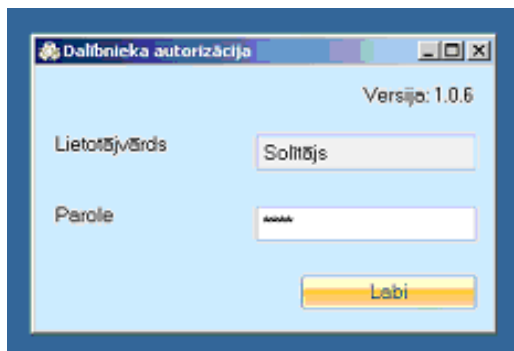 Dalībnieka autorizācija
Versija: 1.0.6
Lietotājvārds
Solītājs
Parole
****
Labi